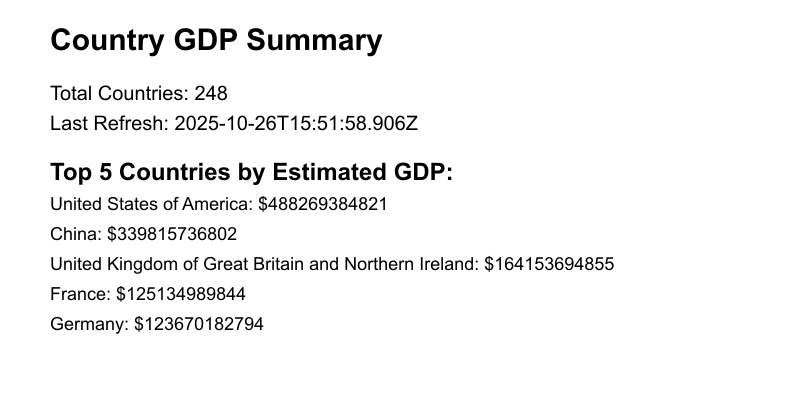 Country GDP Summary
Total Countries: 248
Last Refresh: 2025-10-26T15:51:58.906Z
Top 5 Countries by Estimated GDP:
United States of America: $488269384821
China: $339815736802
United Kingdom of Great Britain and Northern Ireland: $164153694855
France: $125134989844
Germany: $123670182794